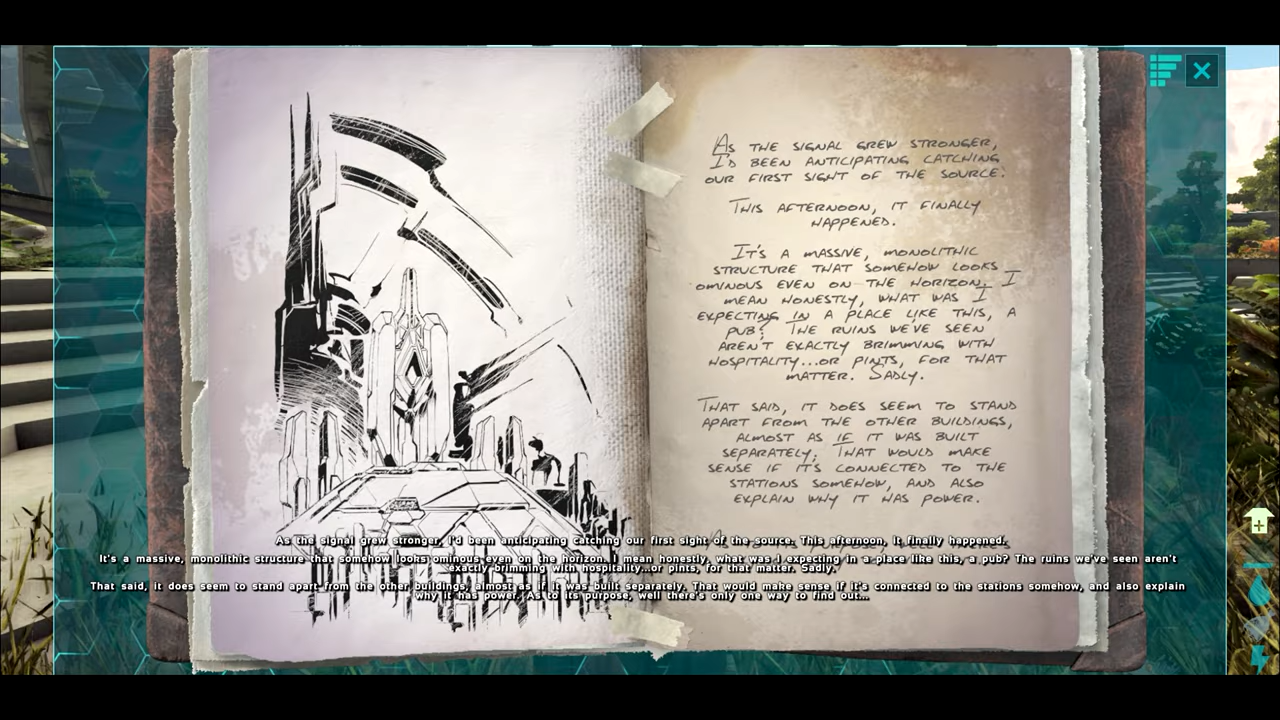 As the signal grew stronger,
I'd been anticipating catching
our first sight of the source.
This afternoon, it finally
happened.
It's a massive, monolithic
structure that somehow looks
ominous even on the horizon. I
mean honestly, what was I
expecting in a place like this, a
pub? The ruins we've seen
aren't exactly brimming with
hospitality...or pints, for that
matter. Sadly.
That said, it does seem to stand
apart from the other buildings,
almost as if it was built
separately. That would make
sense if it's connected to the
stations somehow, and also
explain why it has power.
As the signal grew stronger, I'd been anticipating catching our first sight of the source. This afternoon, it finally happened.
It's a massive, monolithic structure that somehow looks ominous even on the horizon. I mean honestly, what was I expecting in a place like this, a pub? The ruins we've seen aren't
exactly brimming with hospitality...or pints, for that matter. Sadly.
That said, it does seem to stand apart from the other buildings, almost as if it was built separately. That would make sense if it's connected to the stations somehow, and also explain
why it has power. As to its purpose, well there's only one way to find out...